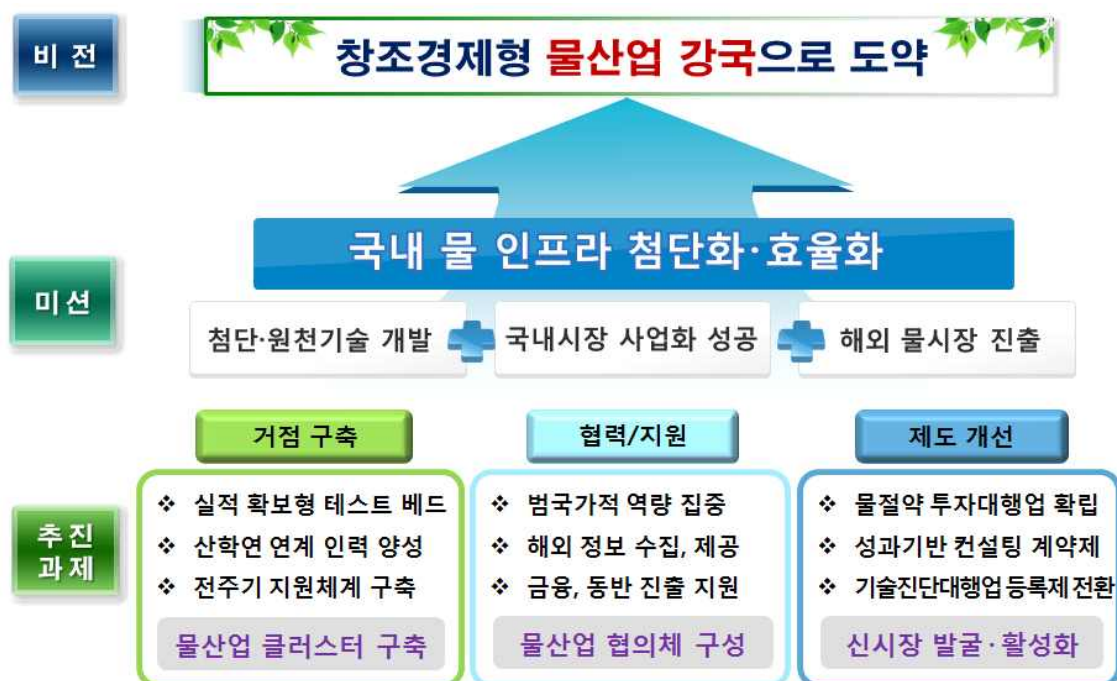 비 전
창조경제형 물산업 강국으로 도약
미 션
국내 물 인프라 첨단화·효율화
첨단·원천기술 개발
국내시장 사업화 성공
해외 물시장 진출
추 진
과 제
거점 구축
❖ 실적 확보형 테스트 베드
❖ 산학연 연계 인력 양성
❖ 전주기 지원체계 구축
물산업 클러스터 구축
협력/지원
❖ 범국가적 역량 집중
❖ 해외 정보 수집, 제공
❖ 금융, 동반 진출 지원
물산업 협의체 구성
제도 개선
❖ 물절약 투자대행업 확립
❖ 성과기반 컨설팅 계약제
❖ 기술진단대행업 등록제 전환
신시장 발굴·활성화